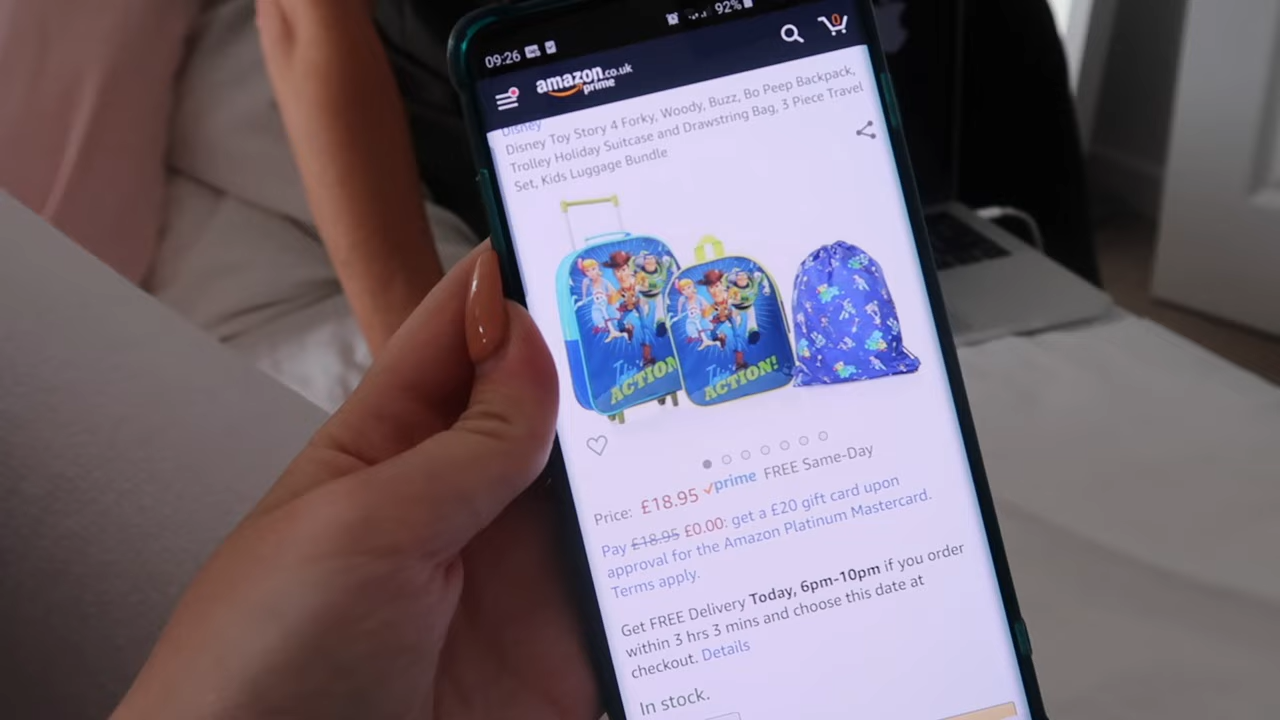 09:26
92%
0
amazon.co.uk
prime
Disney
Disney Toy Story 4 Forky, Woody, Buzz, Bo Peep Backpack,
Trolley Holiday Suitcase and Drawstring Bag, 3 Piece Travel
Set, Kids Luggage Bundle
ACTION
ACTION!
Price: £18.95 prime FREE Same-Day
Pay £18.95 £0.00: get a £20 gift card upon
approval for the Amazon Platinum Mastercard.
Terms apply.
Get FREE Delivery Today, 6pm-10pm if you order
within 3 hrs 3 mins and choose this date at
checkout. Details
In stock.